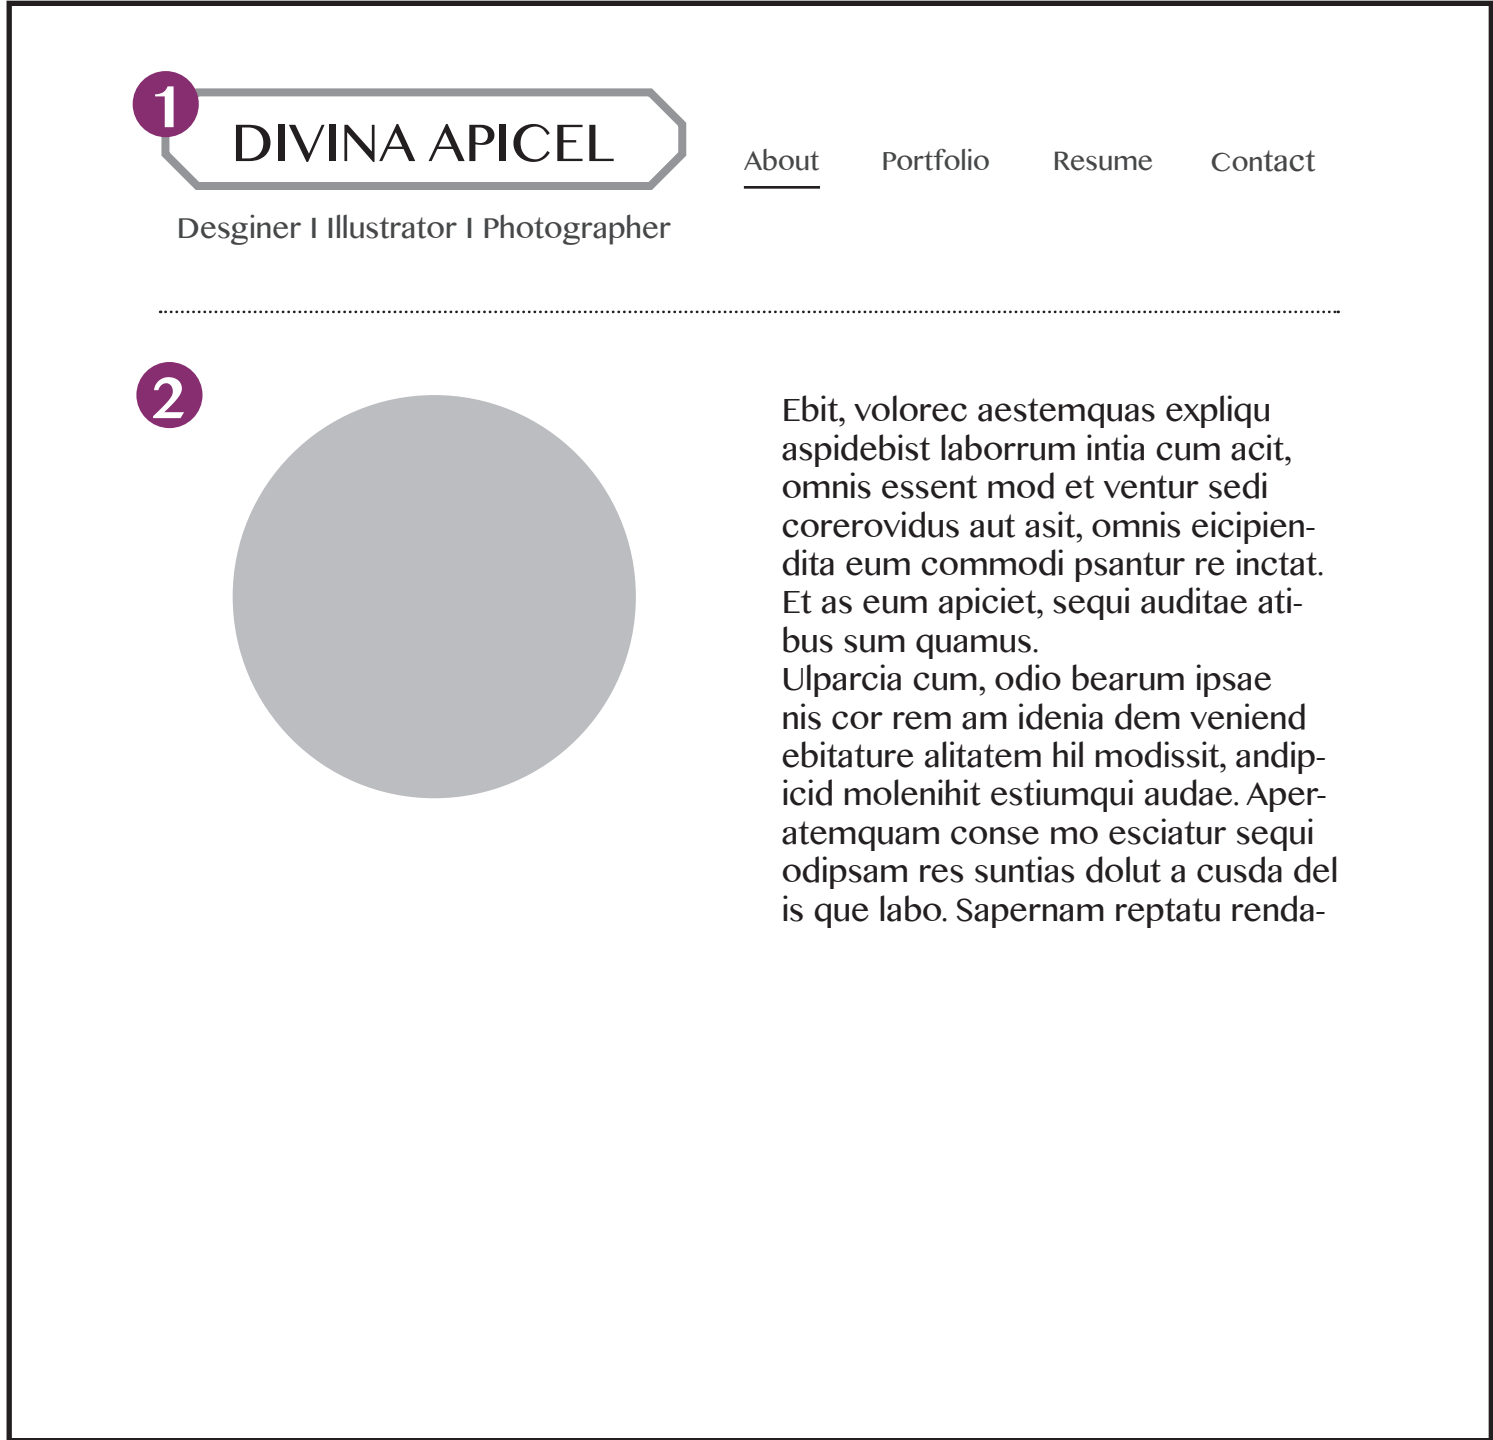 1
DIVINA APICEL
About Portfolio Resume Contact
Desginer I Illustrator I Photographer
2
Ebit, volorec aestemquas expliqu
aspidebist laborrum intia cum acit,
omnis essent mod et ventur sedi
corerovidus aut asit, omnis eicipien-
dita eum commodi psantur re inctat.
Et as eum apiciet, sequi auditae ati-
bus sum quamus.
Ulparcia cum, odio bearum ipsae
nis cor rem am idenia dem veniend
ebitature alitatem hil modissit, andip-
icid molenihit estiumqui audae. Aper-
atemquam conse mo esciatur sequi
odipsam res suntias dolut a cusda del
is que labo. Sapernam reptatu renda-